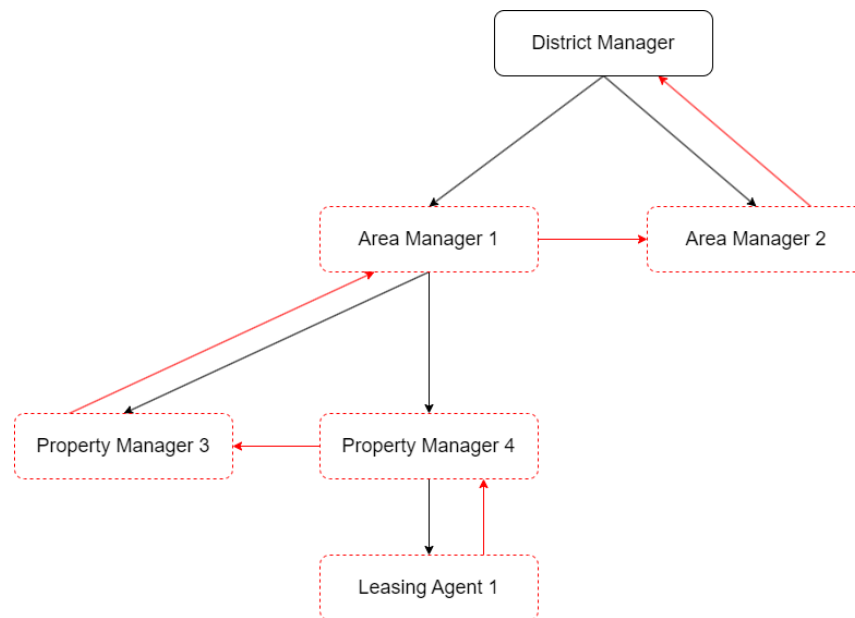 District Manager
Area Manager 1
Area Manager 2
Property Manager 3
Property Manager 4
Leasing Agent 1